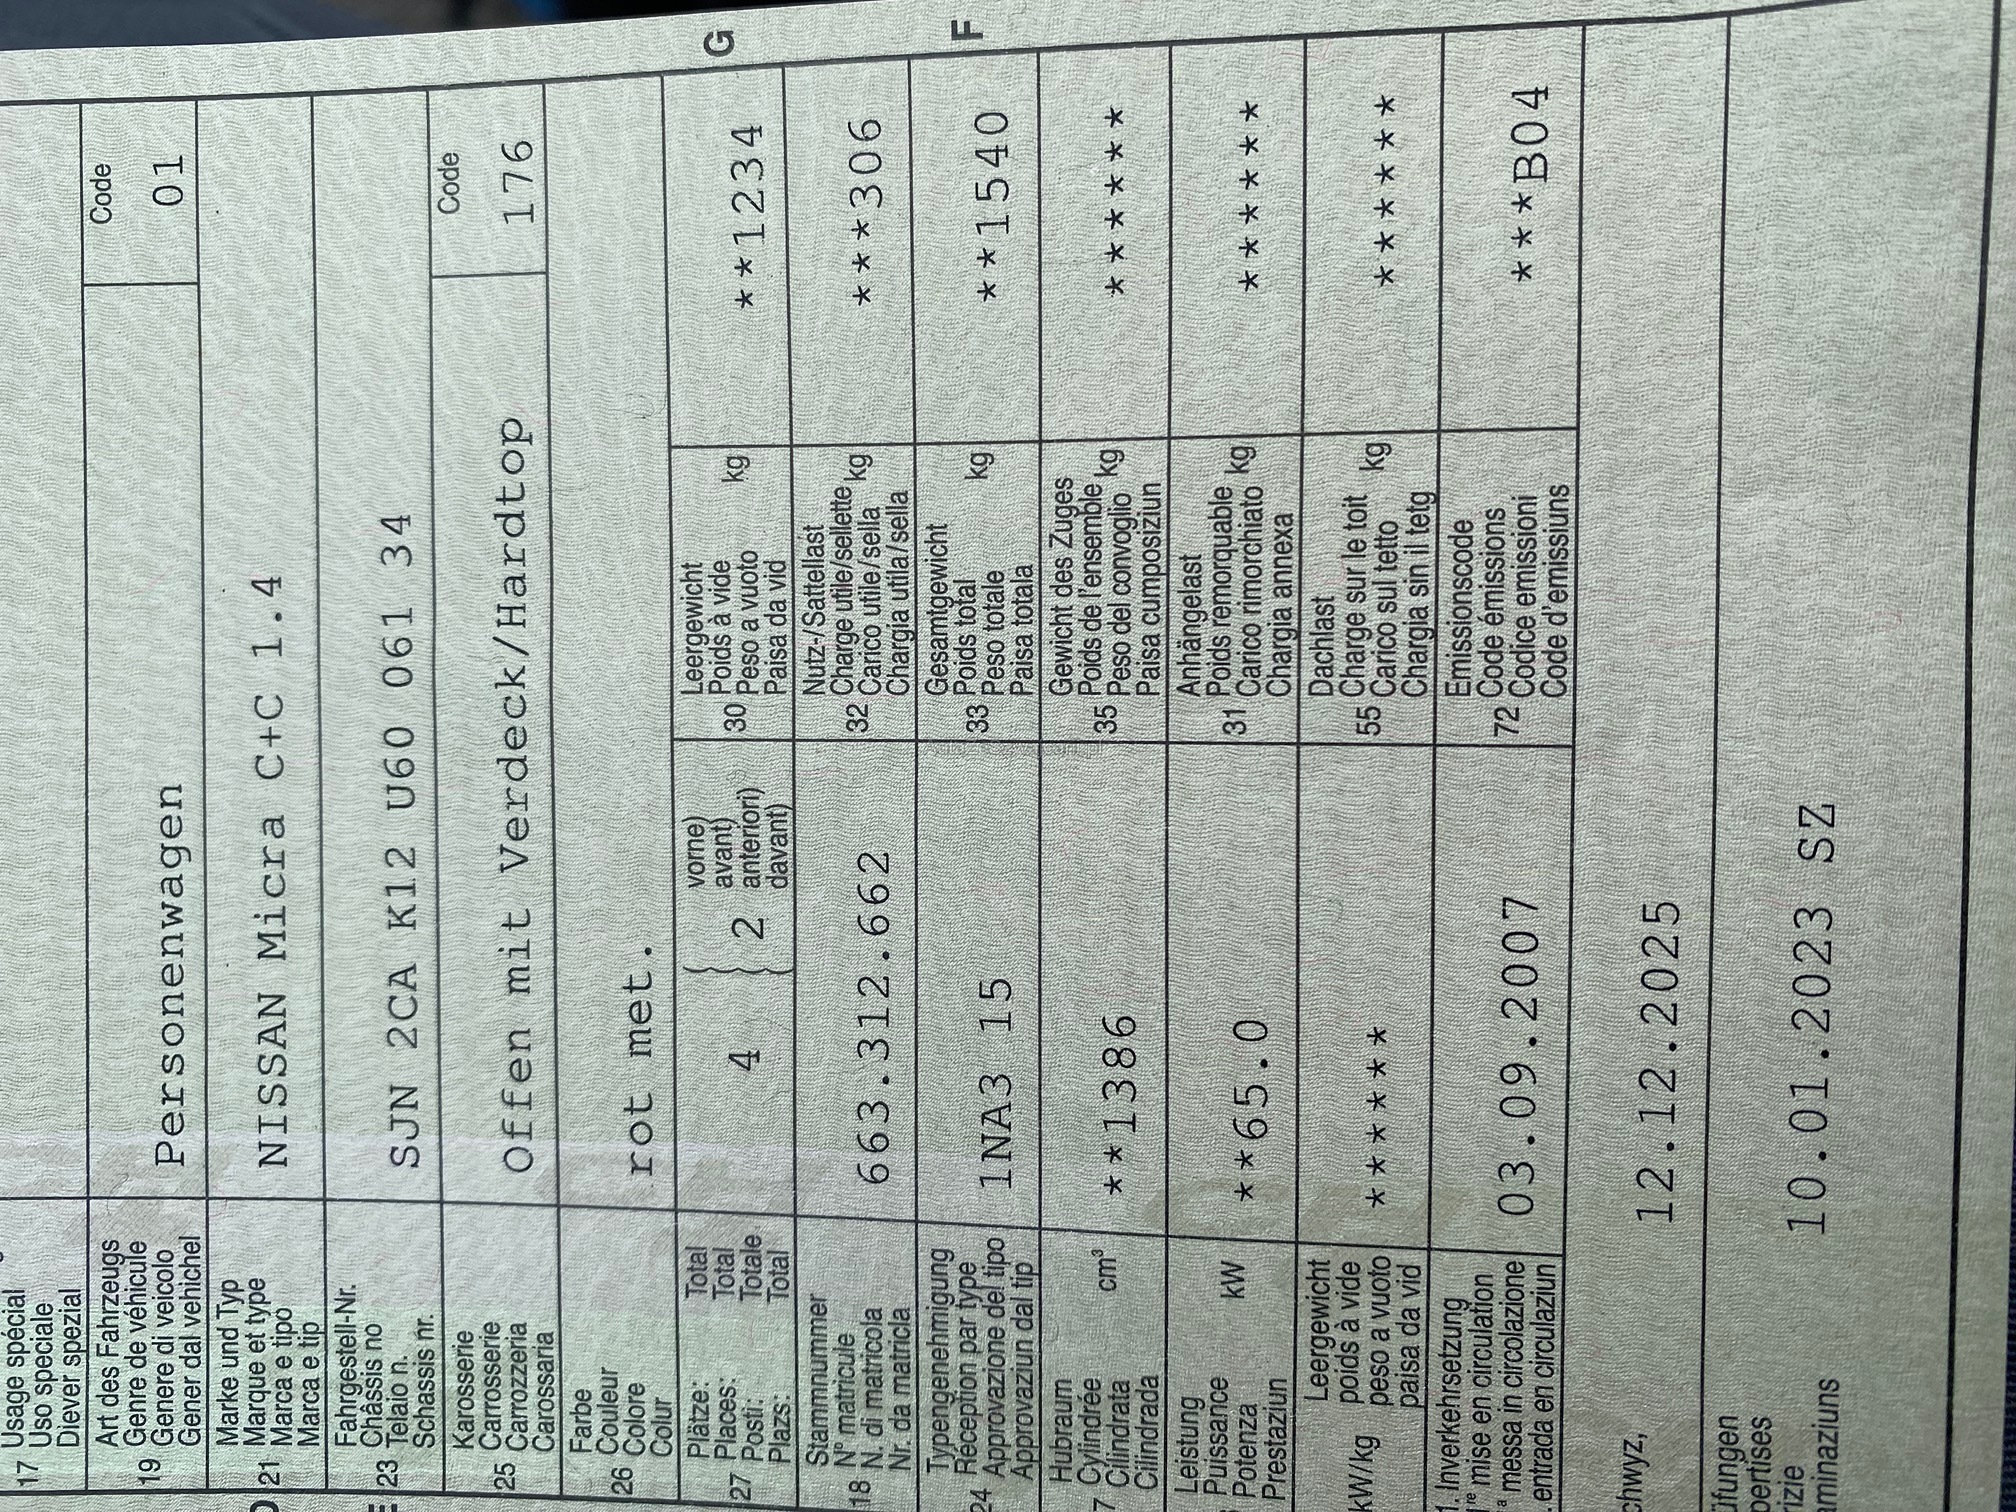 17 Usage spécial
Uso speciale
Diever spezial
Art des Fahrzeugs
Genre de véhicule
19 Genere di veicolo
Gener dal vehichel
Personenwagen
Code
01
Marke und Typ
21 Marque et type
Marca e tipo
Marca e tip
NISSAN Micra C+C 1.4
Fahrgestell-Nr.
Châssis no
23 Telaio n.
Schassis nr.
SJN 2CA K12 U60 061 34
Karosserie
Carrosserie
25 Carrozzeria
Carossaria
Offen mit Verdeck/Hardtop
Code
176
Farbe
26 Couleur
Colore
Colur
rot met.
Plätze: Total
Places: Total
27 Posti: Totale
Plazs: Total
4
2
vorne)
avant)
anteriori)
davant)
Leergewicht
Poids à vide
30 Peso a vuoto kg
Paisa da vid
**1234
G
Stammnummer
N° matricule
18 N. di matricola
Nr. da matricla
663.312.662
Nutz-/Sattellast
Charge utile/sellette
32 Carico utile/sella kg
Chargia utila/sella
***306
Typengenehmigung
Réception par type
24 Approvazione del tipo
Approvaziun dal tip
1NA3 15
Gesamtgewicht
Poids total
33 Peso totale kg
Paisa totala
**1540
F
Hubraum
7 Cylindrée cm³
Cilindrata
Cilindrada
**1386
Gewicht des Zuges
Poids de l'ensemble
35 Peso del convoglio kg
Paisa cumposiziun
*******
Leistung
Puissance kW
Potenza
Prestaziun
**65.0
Anhängelast
Poids remorquable
31 Carico rimorchiato kg
Chargia annexa
*******
kW/kg
Leergewicht
poids à vide
peso a vuoto
paisa da vid
******
Dachlast
Charge sur le toit
55 Carico sul tetto kg
Chargia sin il tetg
*******
1. Inverkehrsetzung
re mise en circulation
a messa in circolazione
. entrada en circulaziun
03.09.2007
Emissionscode
Code émissions
72 Codice emissioni
Code d'emissiuns
***B04
chwyz,
12.12.2025
üfungen
pertises
rizie
minaziuns
10.01.2023 SZ